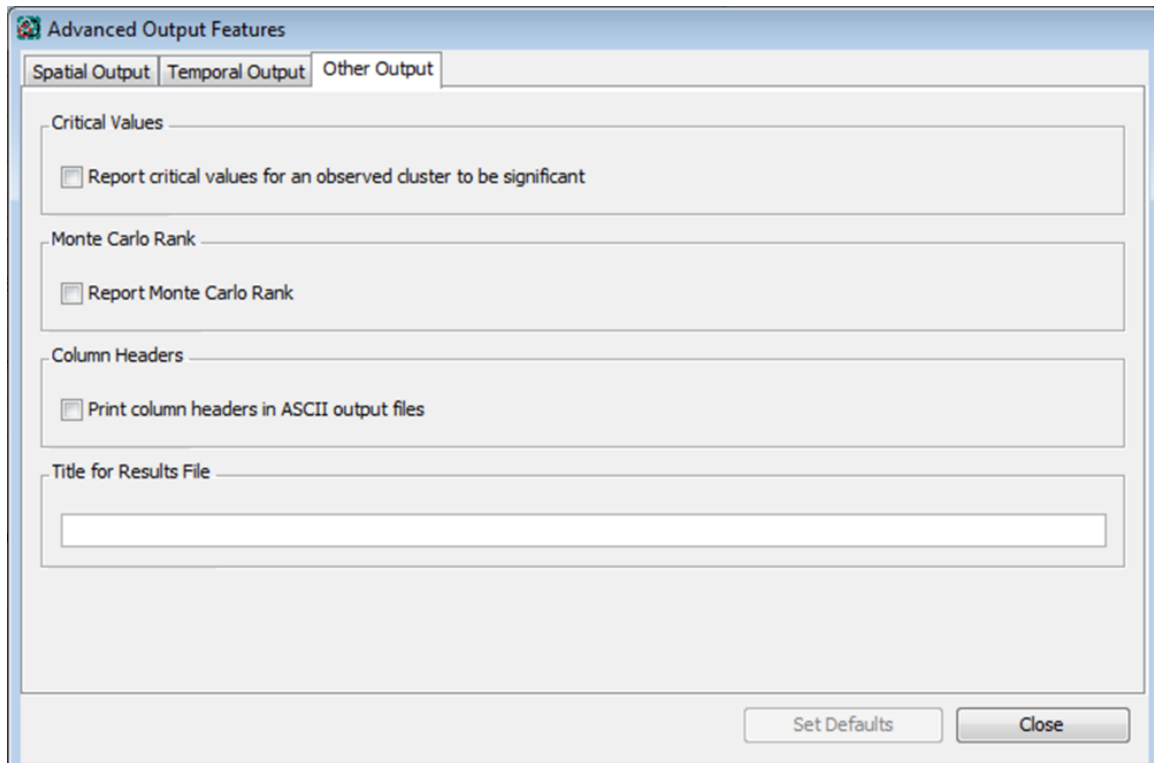 Advanced Output Features
Spatial Output Temporal Output Other Output
Critical Values
Report critical values for an observed cluster to be significant
Monte Carlo Rank
Report Monte Carlo Rank
Column Headers
Print column headers in ASCII output files
Title for Results File
Set Defaults Close